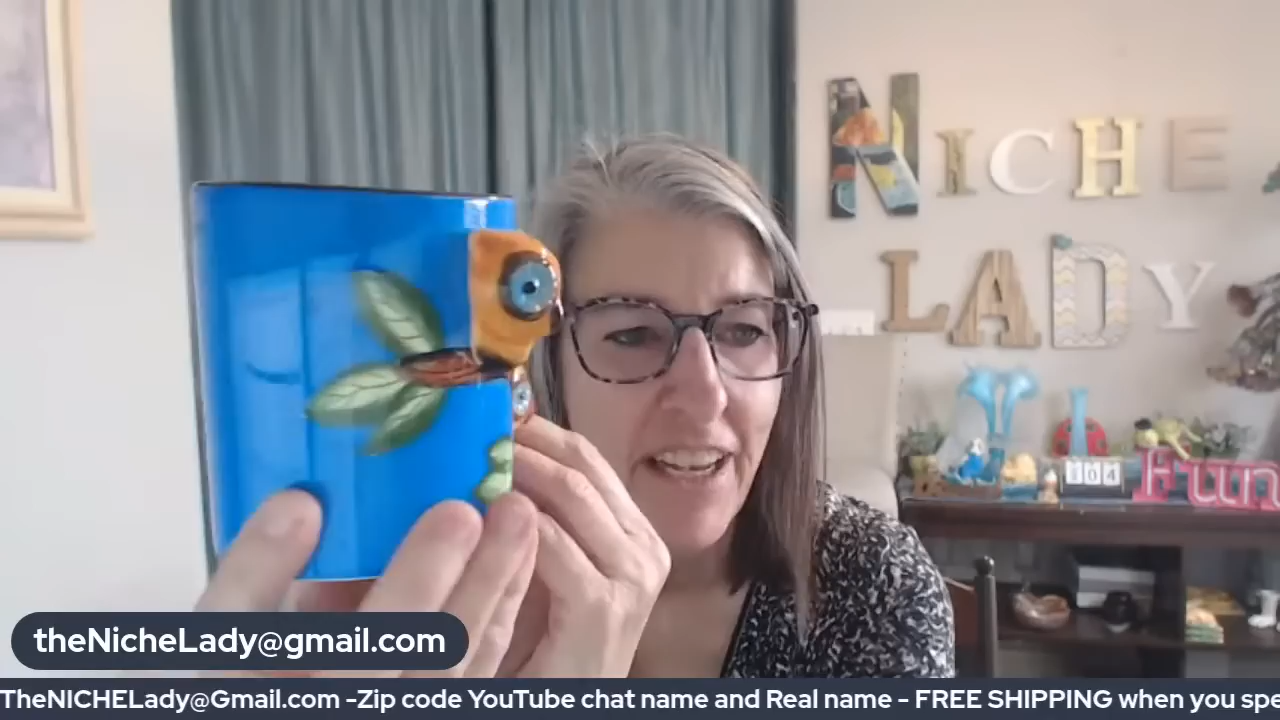 NICHE
LADY
104
Fun
theNicheLady@gmail.com
TheNICHELady@Gmail.com -Zip code YouTube chat name and Real name - FREE SHIPPING when you spe